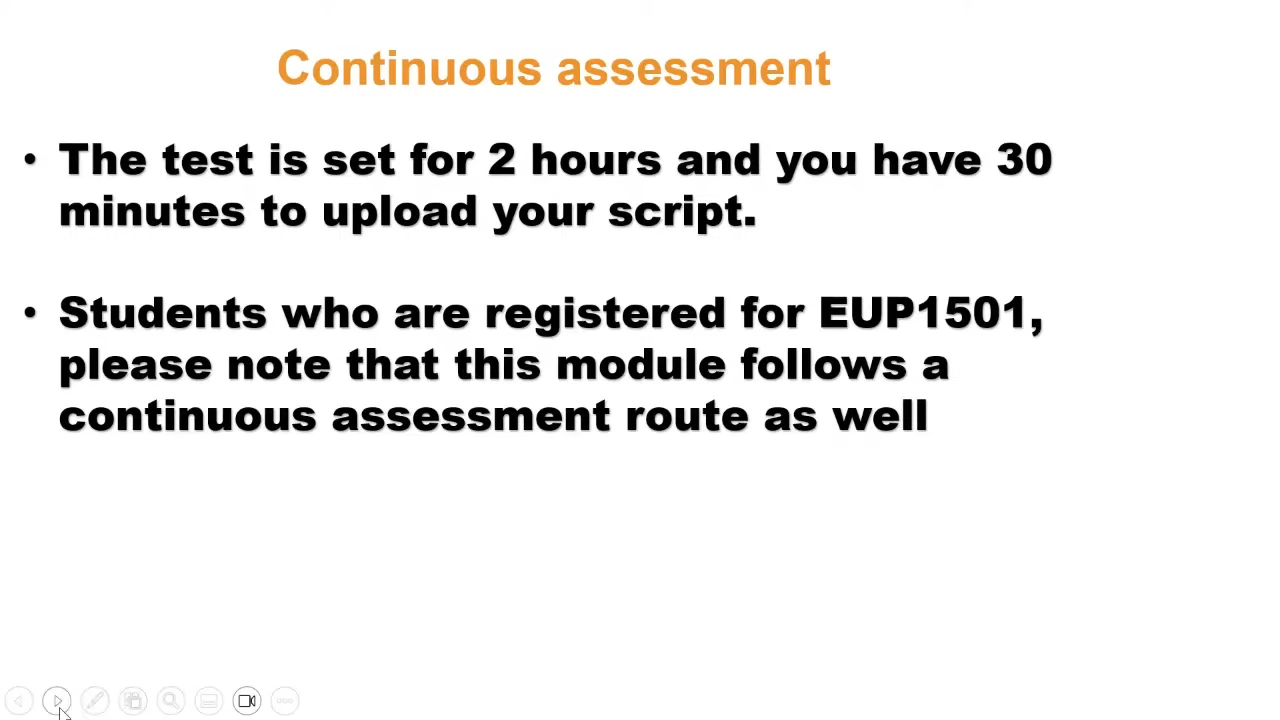 Continuous assessment
• The test is set for 2 hours and you have 30
minutes to upload your script.
• Students who are registered for EUP1501,
please note that this module follows a
continuous assessment route as well